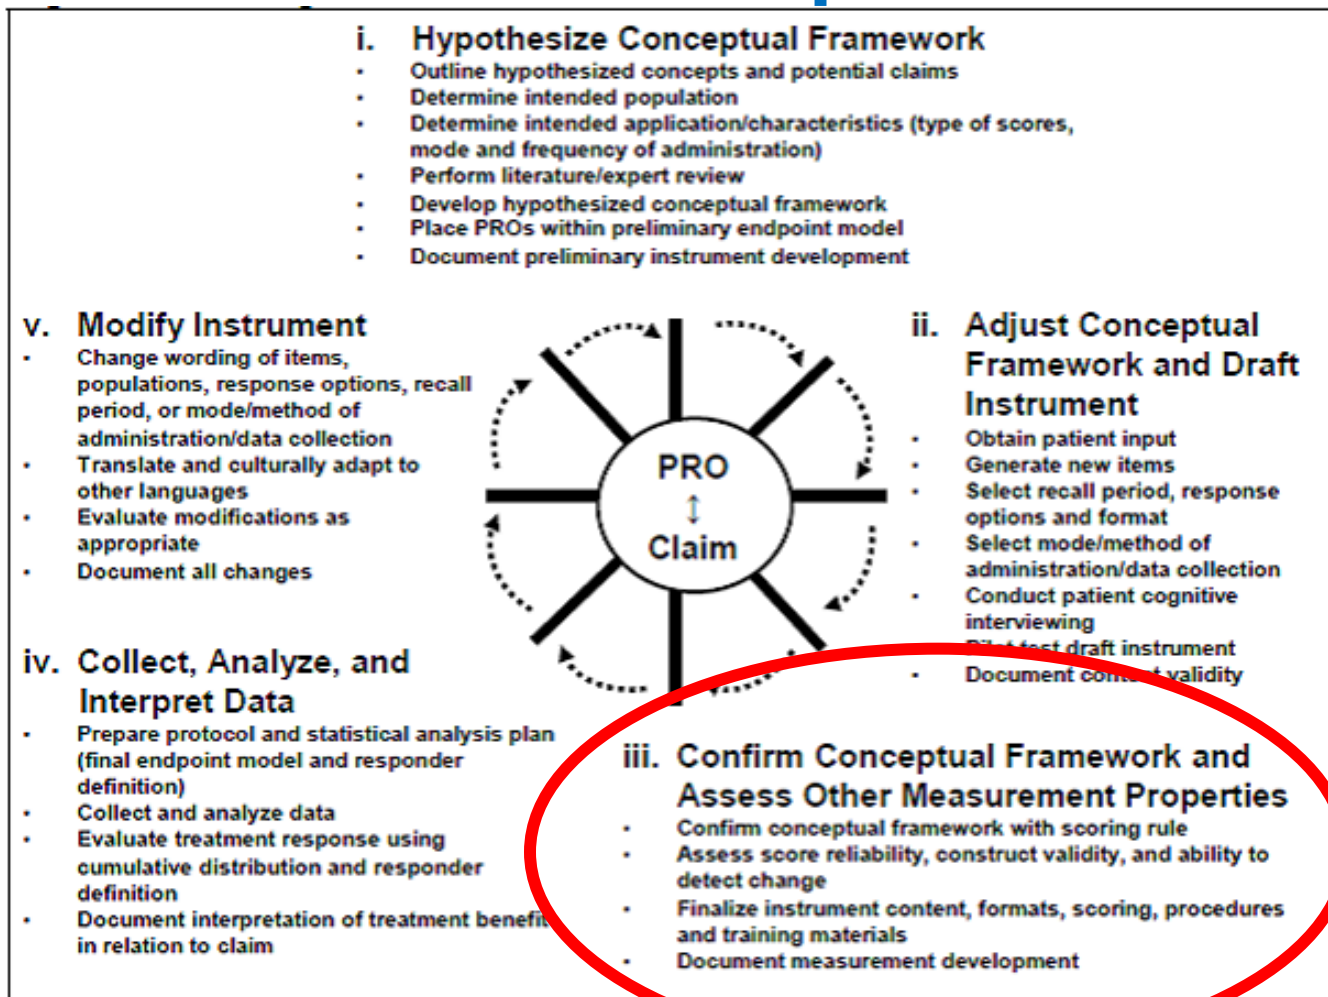 i. Hypothesize Conceptual Framework
· Outline hypothesized concepts and potential claims
· Determine intended population
· Determine intended application/characteristics (type of scores,
mode and frequency of administration)
· Perform literature/expert review
· Develop hypothesized conceptual framework
· Place PROs within preliminary endpoint model
· Document preliminary instrument development
ii. Adjust Conceptual
Framework and Draft
Instrument
· Obtain patient input
· Generate new items
· Select recall period, response
options and format
· Select mode/method of
administration/data collection
· Conduct patient cognitive
interviewing
· Pilot test draft instrument
· Document content validity
PRO
↕
Claim
iii. Confirm Conceptual Framework and
Assess Other Measurement Properties
· Confirm conceptual framework with scoring rule
· Assess score reliability, construct validity, and ability to
detect change
· Finalize instrument content, formats, scoring, procedures
and training materials
· Document measurement development
iv. Collect, Analyze, and
Interpret Data
· Prepare protocol and statistical analysis plan
(final endpoint model and responder
definition)
· Collect and analyze data
· Evaluate treatment response using
cumulative distribution and responder
definition
· Document interpretation of treatment benefit
in relation to claim
v. Modify Instrument
· Change wording of items,
populations, response options, recall
period, or mode/method of
administration/data collection
· Translate and culturally adapt to
other languages
· Evaluate modifications as
appropriate
· Document all changes